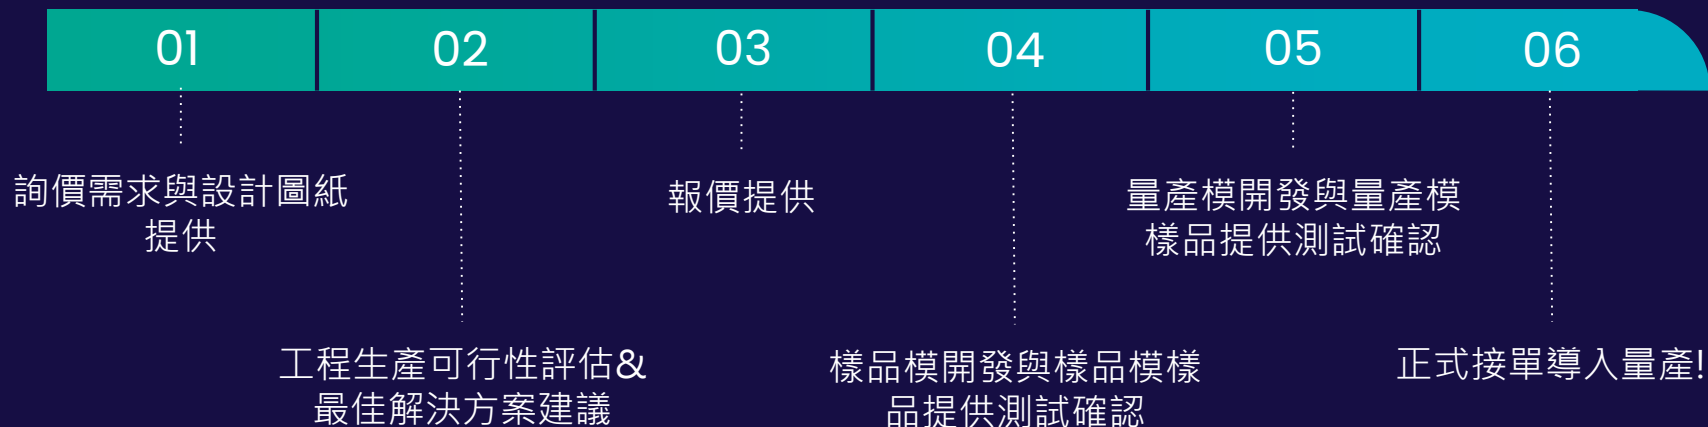 01
02
03
04
05
06
詢價需求與設計圖紙
提供
工程生產可行性評估&
最佳解決方案建議
報價提供
樣品模開發與樣品模樣
品提供測試確認
量產模開發與量產模
樣品提供測試確認
正式接單導入量產!